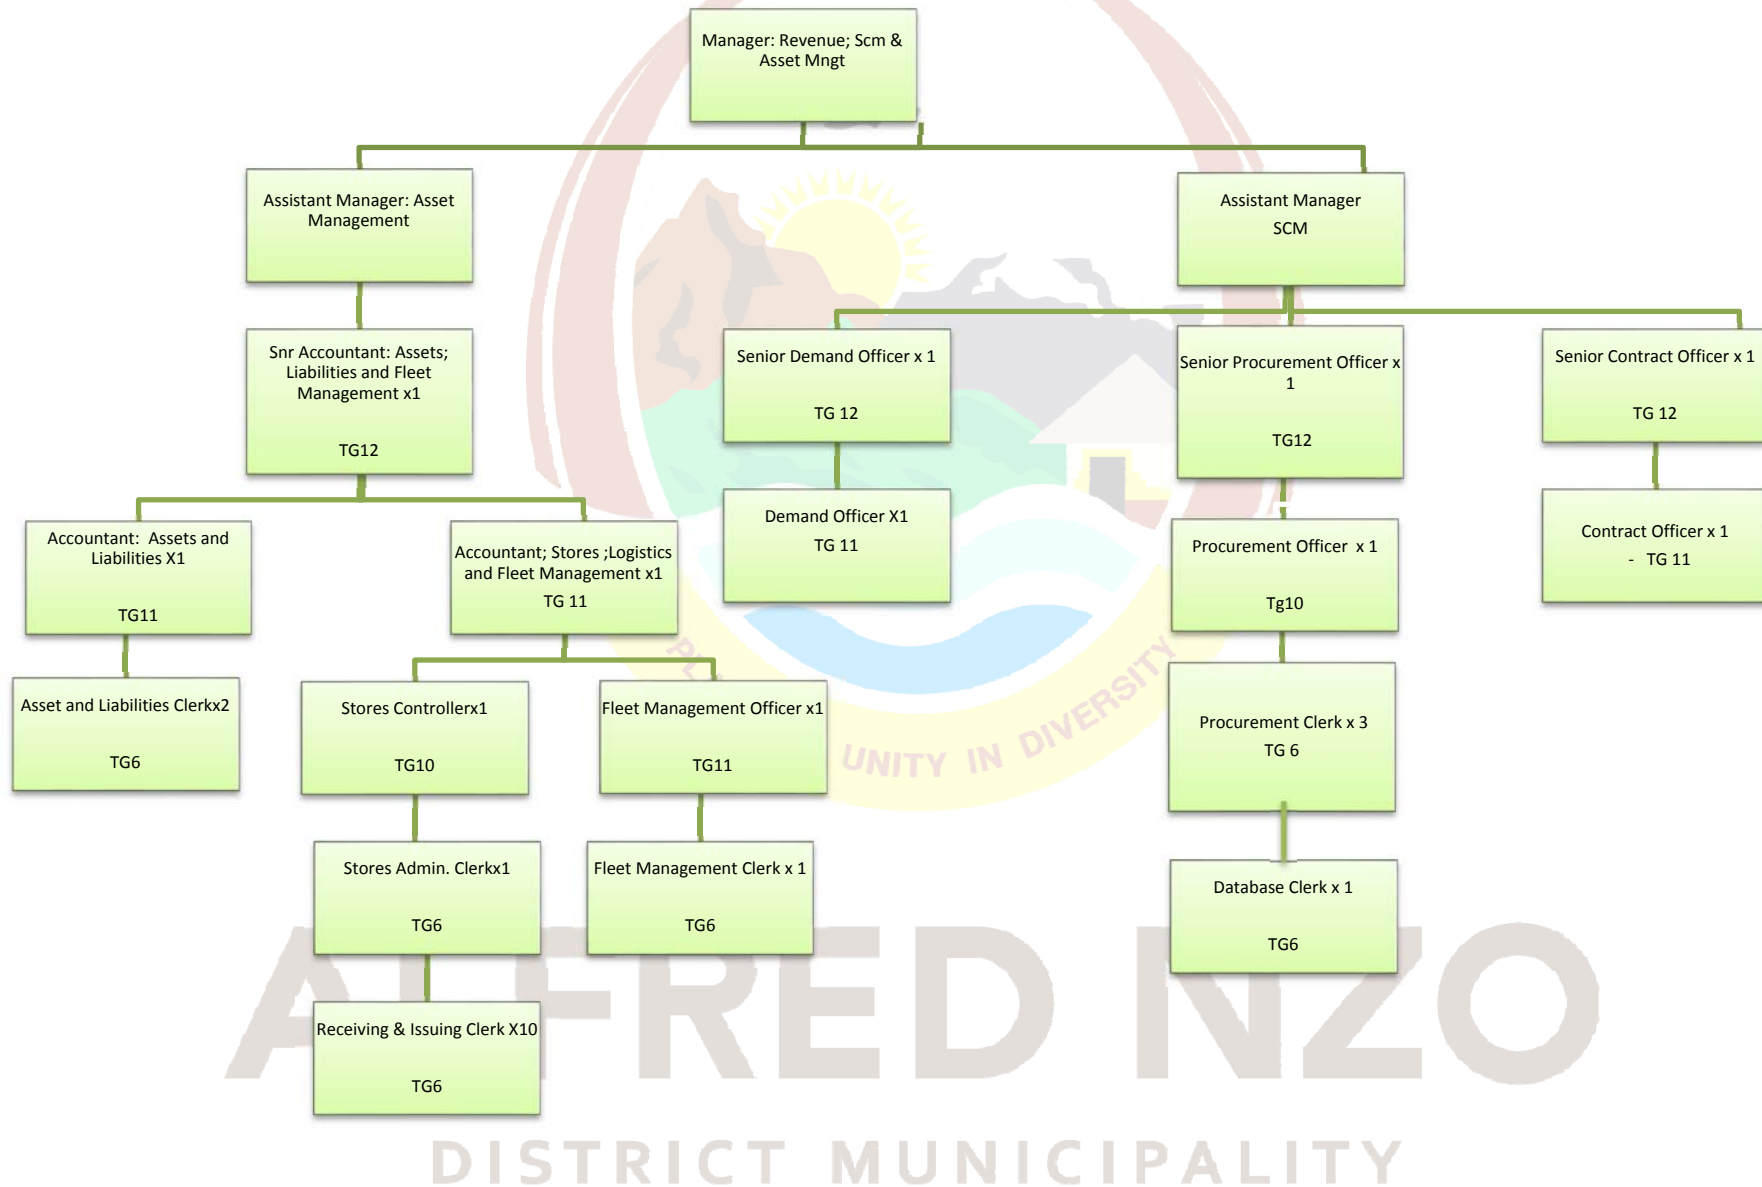 Manager: Revenue; Scm &
Asset Mngt
Assistant Manager: Asset
Management
Assistant Manager
SCM
Snr Accountant: Assets;
Liabilities and Fleet
Management x1
TG12
Senior Demand Officer x 1
TG 12
Senior Procurement Officer x
1
TG12
Senior Contract Officer x 1
TG 12
Accountant:  Assets and
Liabilities X1
TG11
Accountant; Stores ;Logistics
and Fleet Management x1
TG 11
Demand Officer X1
TG 11
Procurement Officer  x 1
Tg10
Contract Officer x 1
-  TG 11
Asset and Liabilities Clerkx2
TG6
Stores Controllerx1
TG10
Fleet Management Officer x1
TG11
Procurement Clerk x 3
TG 6
Stores Admin. Clerkx1
TG6
Fleet Management Clerk x 1
TG6
Database Clerk x 1
TG6
Receiving & Issuing Clerk X10
TG6
UNITY IN DIVERSITY
ALFRED NZO
DISTRICT MUNICIPALITY